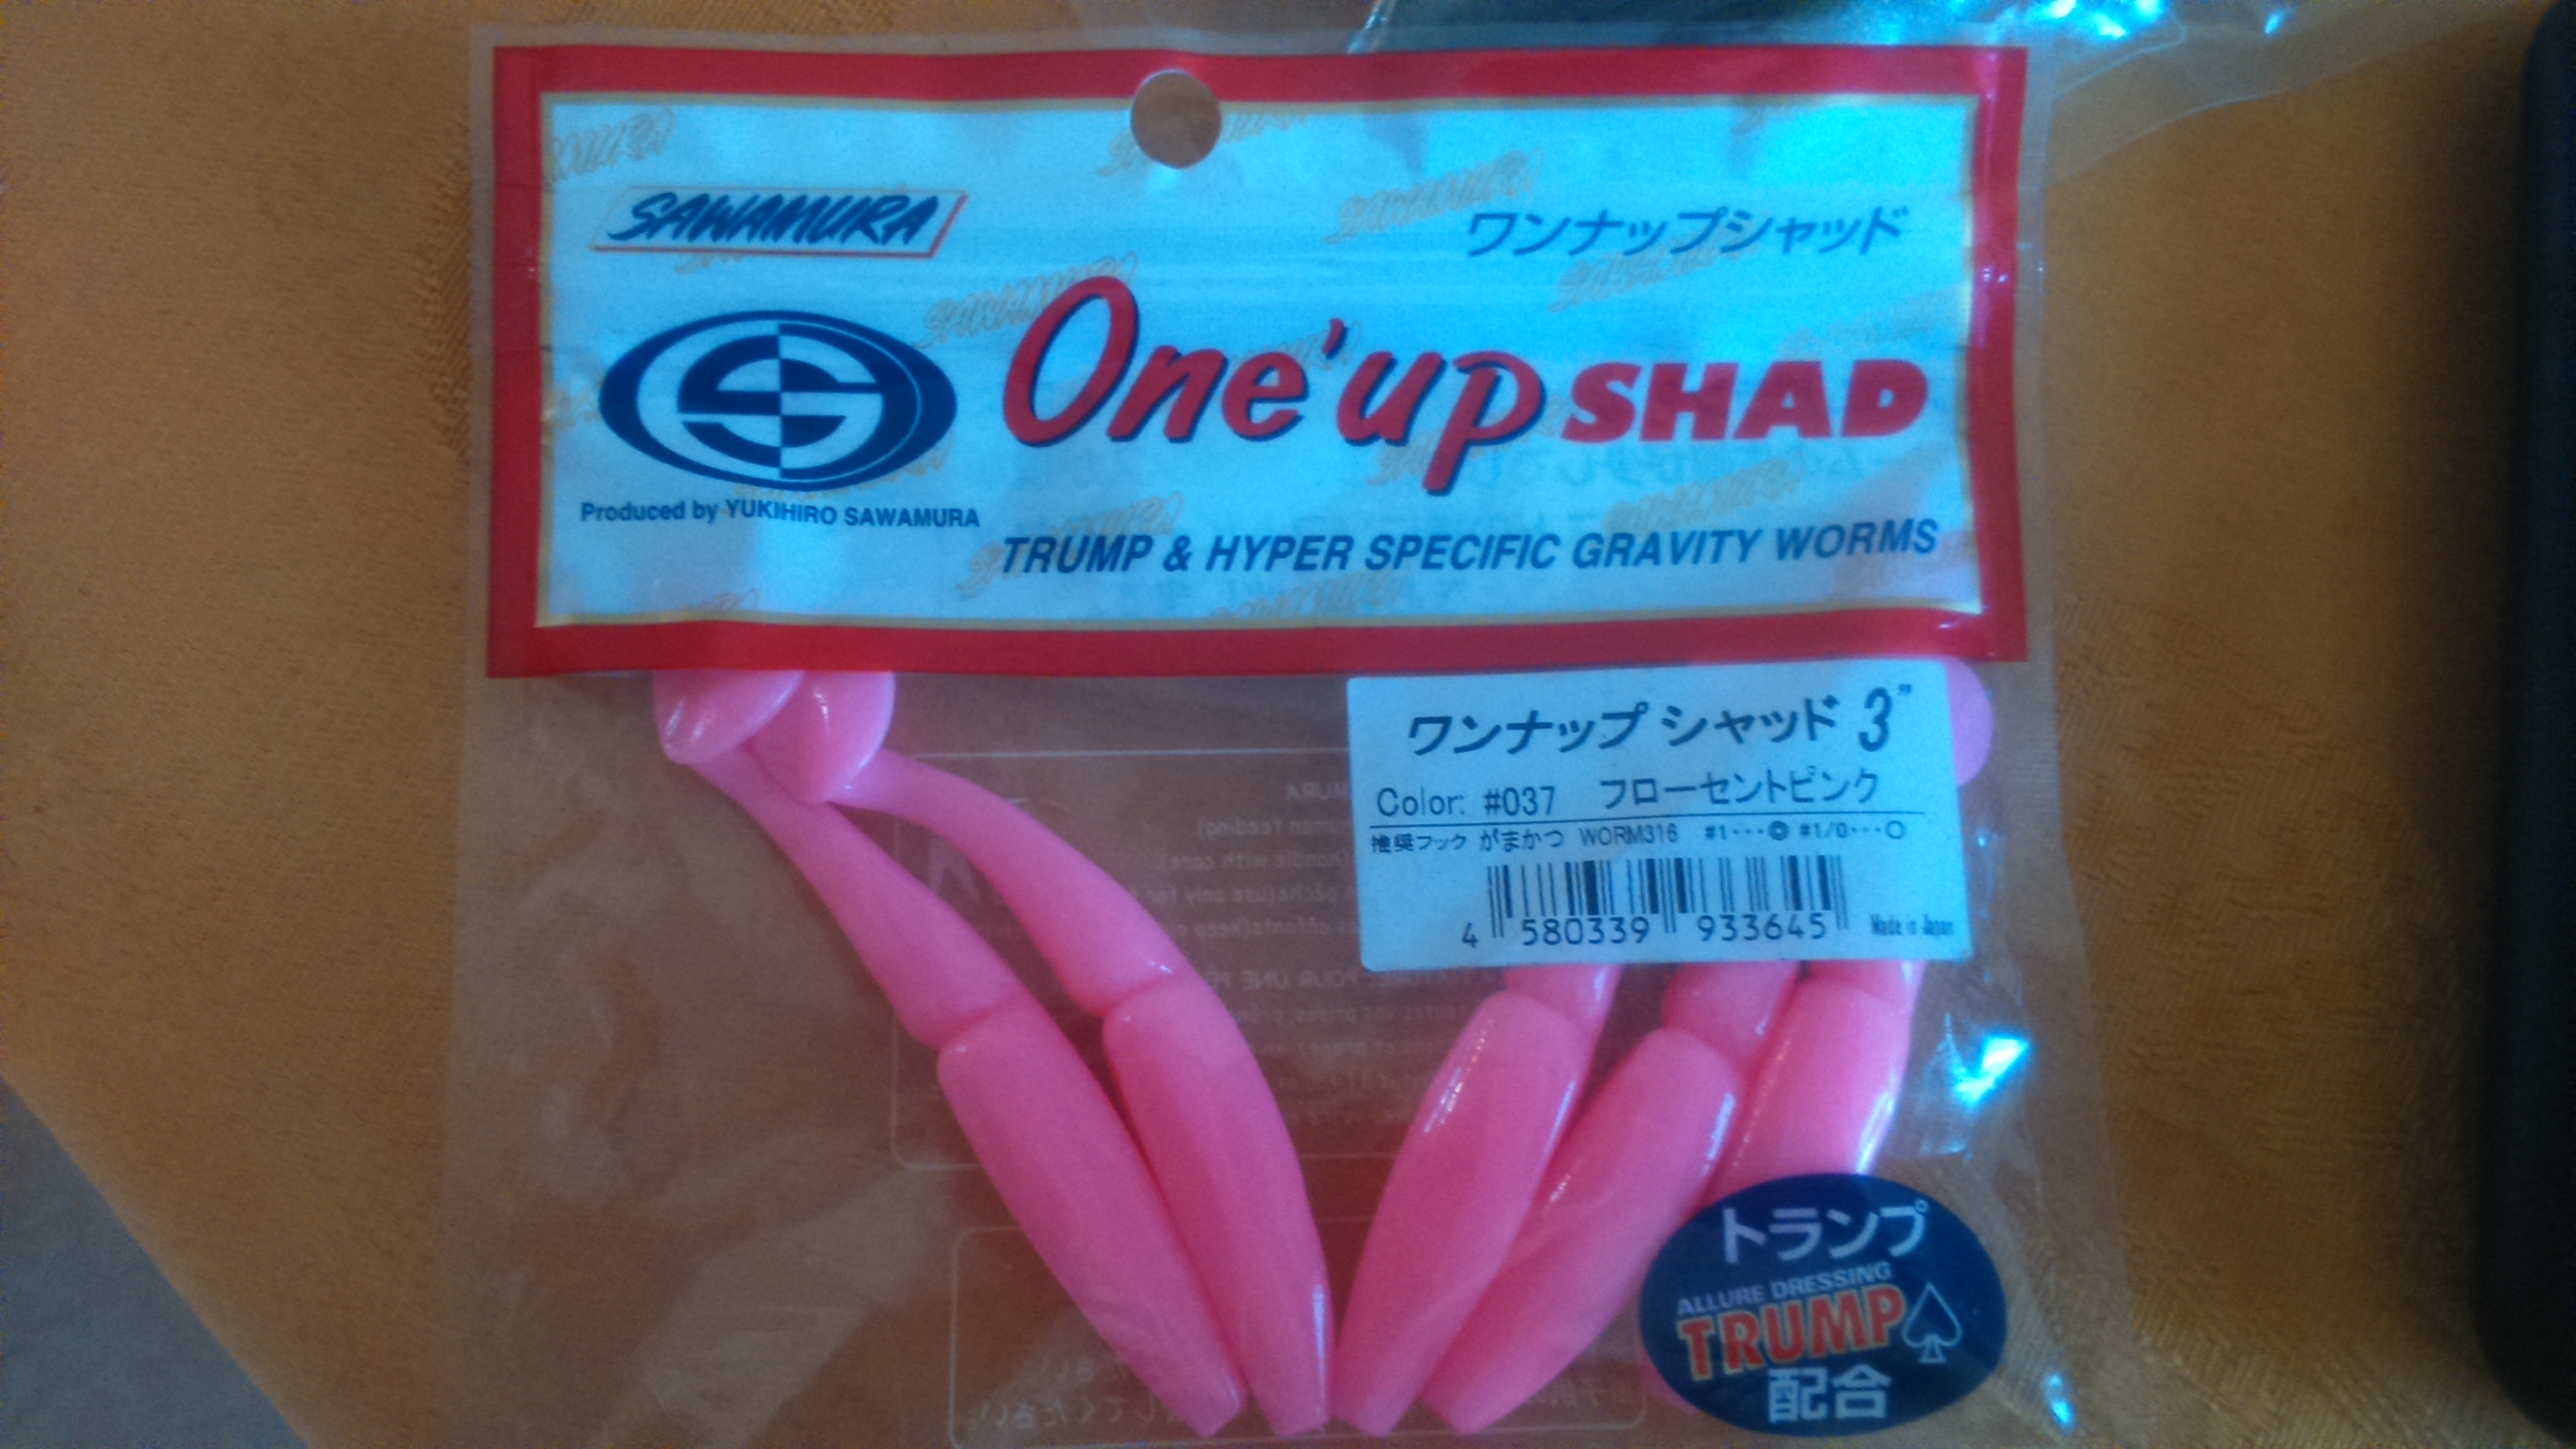 SAWAMURA
ワンナップシャッド
One'up SHAD
Produced by YUKIHIRO SAWAMURA
TRUMP & HYPER SPECIFIC GRAVITY WORMS
ワンナップ シャッド 3"
Color: #037 フローセントピンク
推奨フック がまかつ WORM316 #1···◎ #1/0···○
4 580339 933645
Made in Japan
トランプ
ALLURE DRESSING
TRUMP
配合